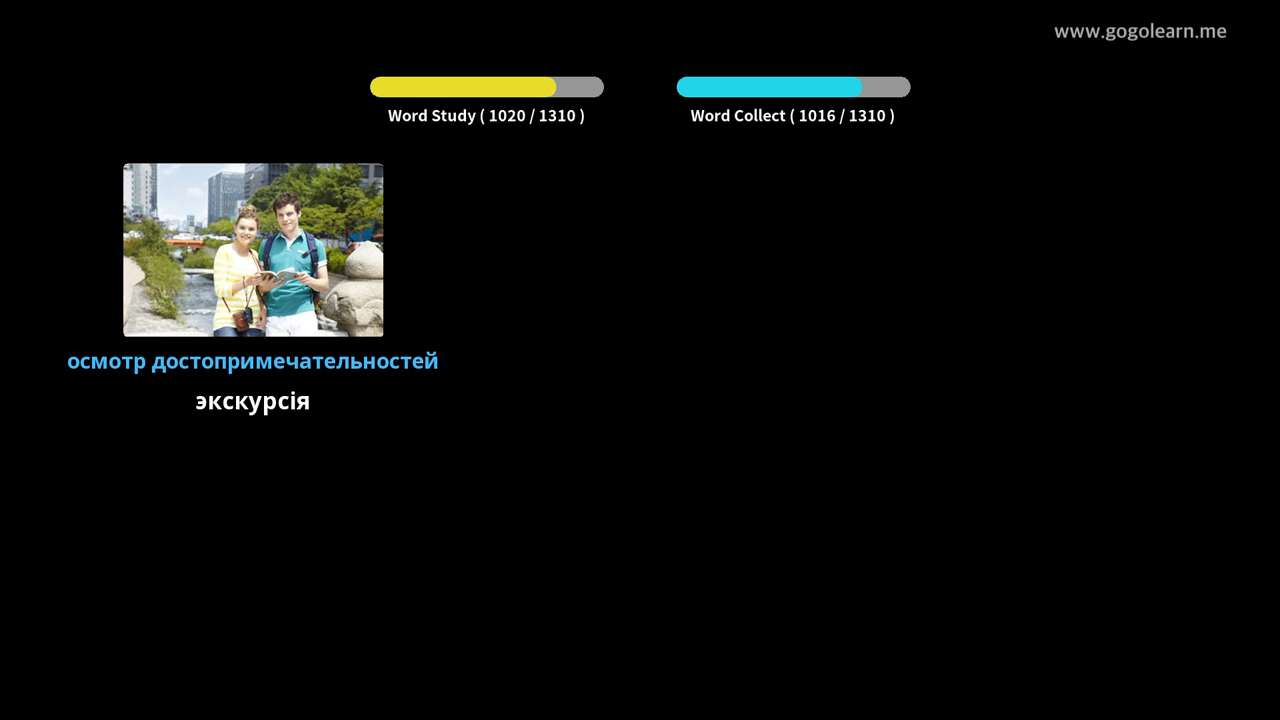 www.gogolearn.me
Word Study ( 1020 / 1310 )
Word Collect ( 1016 / 1310 )
осмотр достопримечательностей
экскурсія